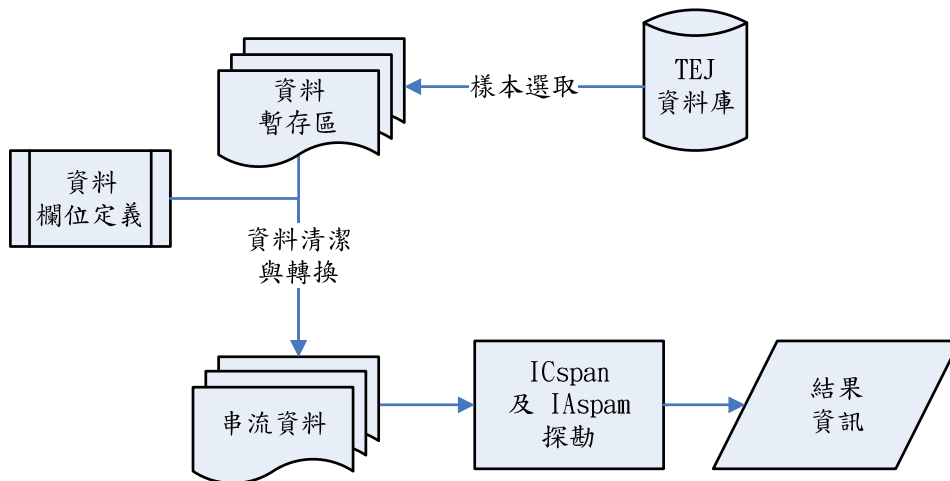 資料
暫存區
樣本選取
TEJ
資料庫
資料
欄位定義
資料清潔
與轉換
串流資料
ICspan
及 IAspam
探勘
結果
資訊